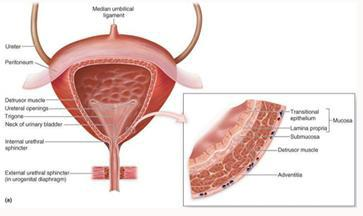 Median umbilical
ligament
Ureter
Peritoneum
Detrusor muscle
Ureteral openings
Trigone
Neck of urinary bladder
Internal urethral
sphincter
External urethral sphincter
(in urogenital diaphragm)
(a)
Transitional
epithelium
Mucosa
Lamina propria
Submucosa
Detrusor muscle
Adventitia